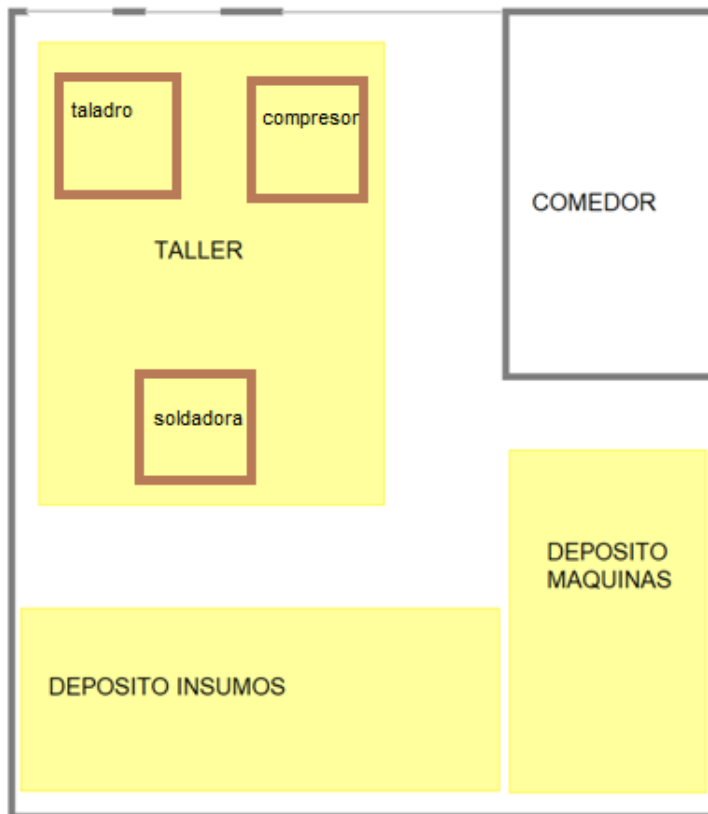 taladro
compresor
COMEDOR
TALLER
soldadora
DEPOSITO
MAQUINAS
DEPOSITO INSUMOS